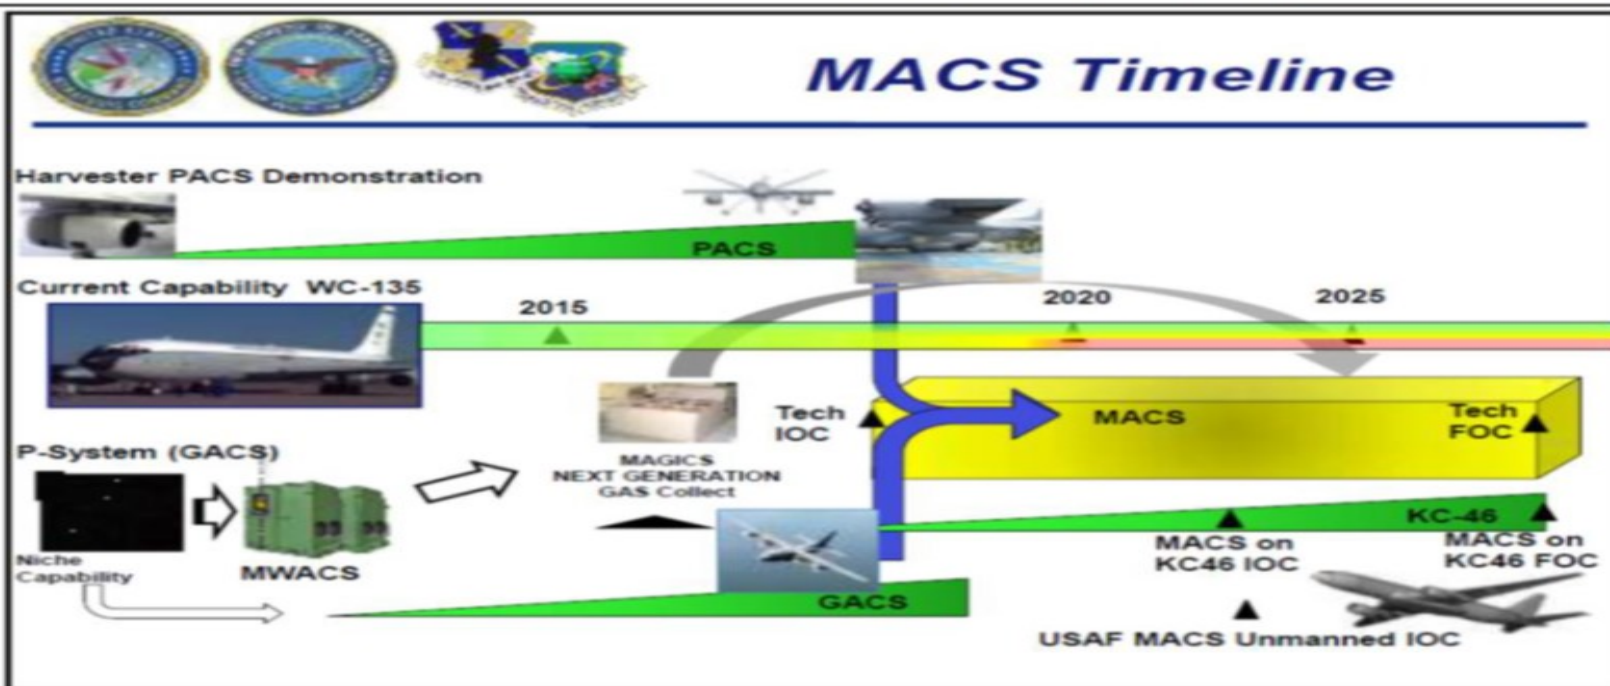 MACS Timeline
Harvester PACS Demonstration
PACS
Current Capability WC-135
2015
2020
2025
Tech
IOC
MACS
Tech
FOC
P-System (GACS)
MAGICS
NEXT GENERATION
GAS Collect
Niche
Capability
MWACS
KC-46
MACS on
KC46 IOC
MACS on
KC46 FOC
GACS
USAF MACS Unmanned IOC